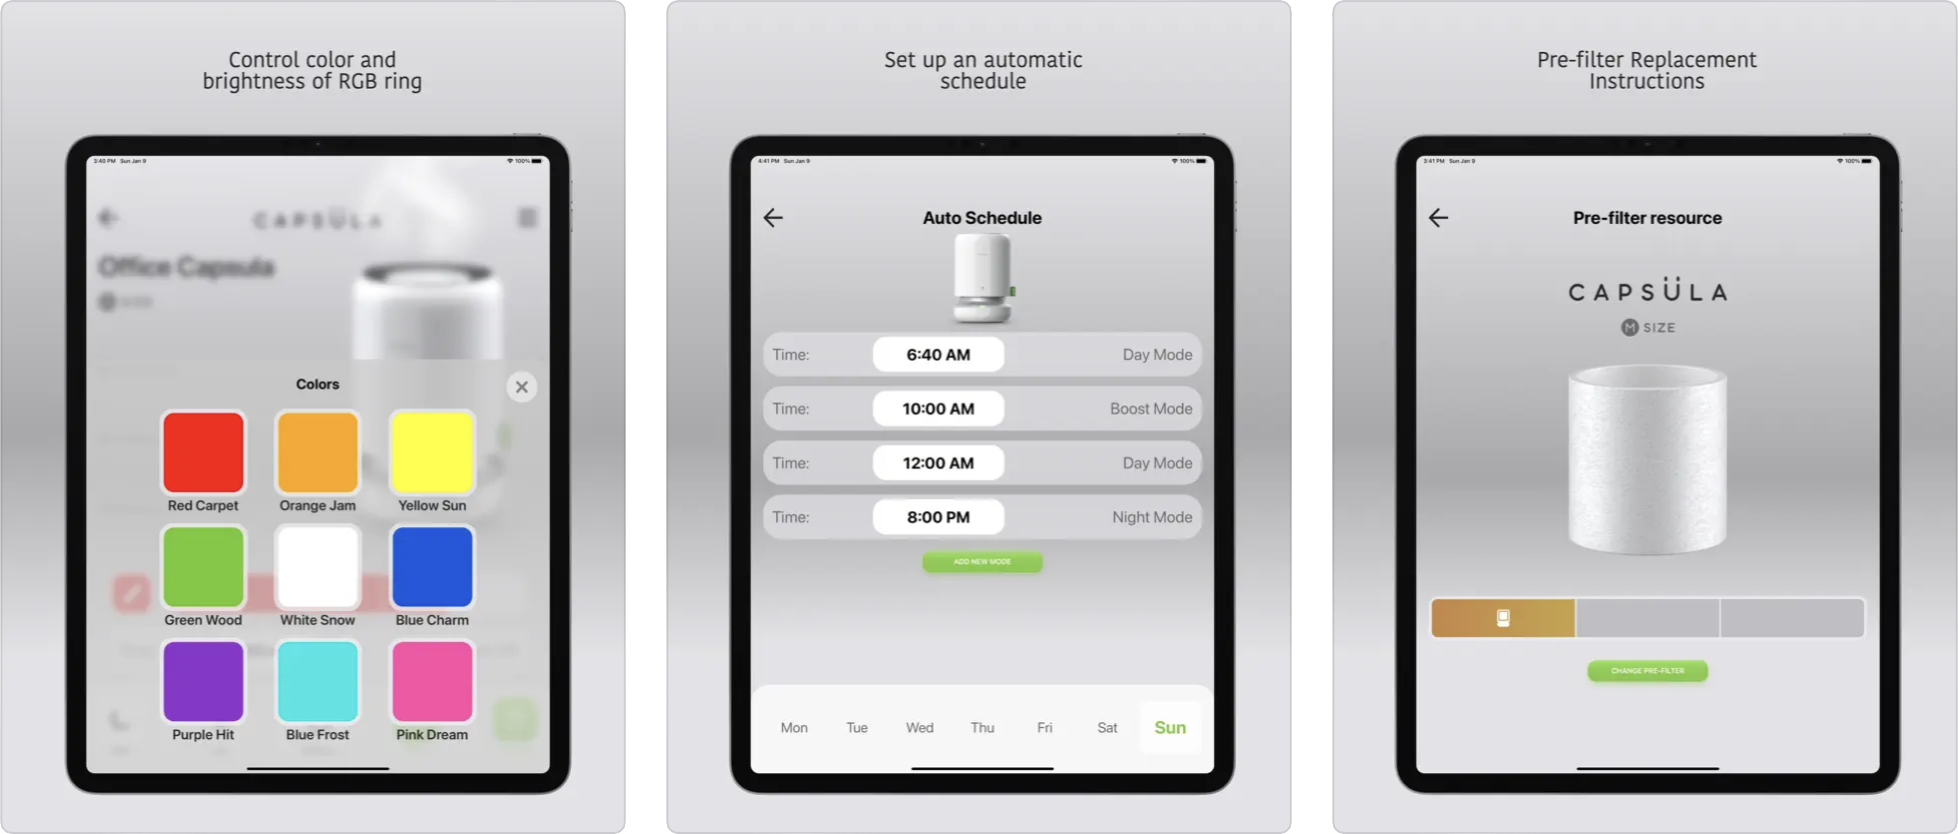 Control color and
brightness of RGB ring
3:40 PM Sun Jan 9
100%
CAPSÜLA
Office Capsula
Colors
Red Carpet
Orange Jam
Yellow Sun
Green Wood
White Snow
Blue Charm
Purple Hit
Blue Frost
Pink Dream
Set up an automatic
schedule
4:41 PM Sun Jan 9
100%
Auto Schedule
Time: 6:40 AM Day Mode
Time: 10:00 AM Boost Mode
Time: 12:00 AM Day Mode
Time: 8:00 PM Night Mode
ADD NEW MODE
Mon Tue Wed Thu Fri Sat Sun
Pre-filter Replacement
Instructions
3:41 PM Sun Jan 9
100%
Pre-filter resource
CAPSÜLA
M SIZE
CHANGE PRE-FILTER